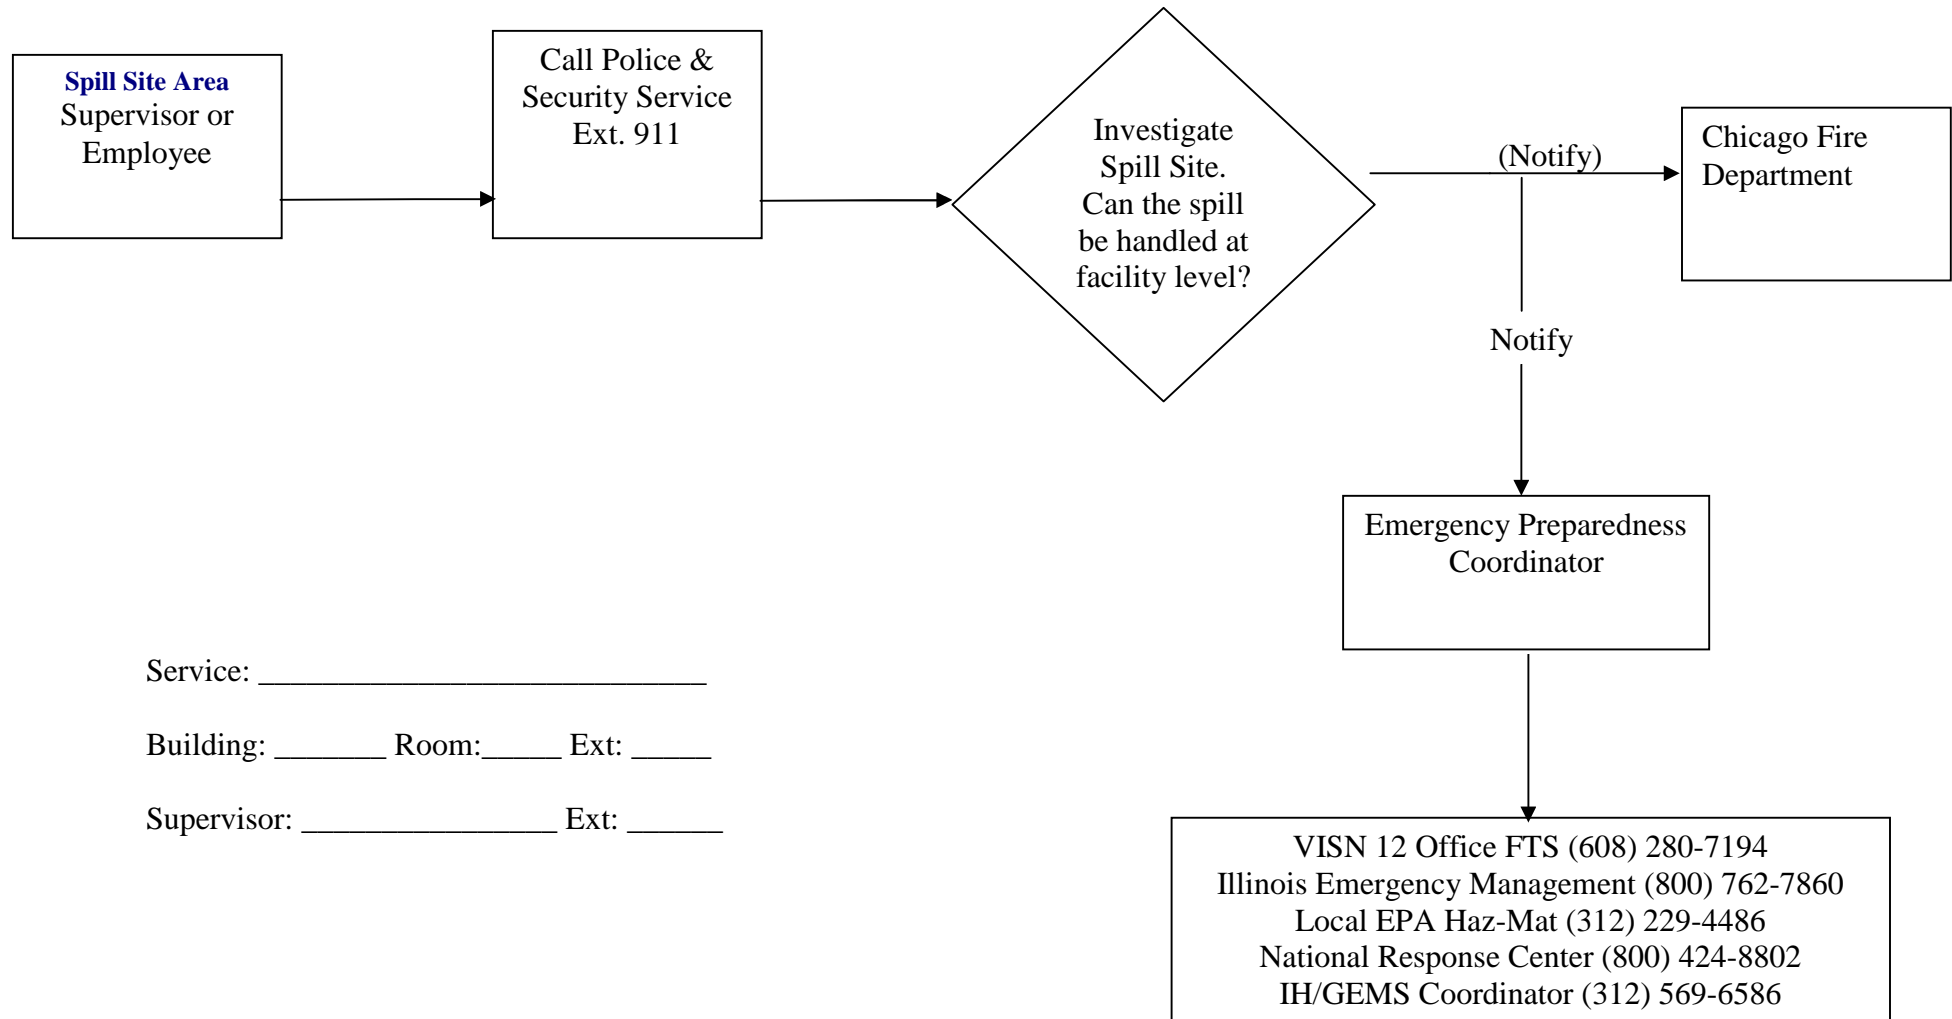 Spill Site Area
Supervisor or
Employee
Call Police &
Security Service
Ext. 911
Investigate
Spill Site.
Can the spill
be handled at
facility level?
(Notify)
Chicago Fire
Department
Notify
Emergency Preparedness
Coordinator
Service: ____________________________
Building: _______ Room:_____ Ext: _____
Supervisor: ________________ Ext: ______
VISN 12 Office FTS (608) 280-7194
Illinois Emergency Management (800) 762-7860
Local EPA Haz-Mat (312) 229-4486
National Response Center (800) 424-8802
IH/GEMS Coordinator (312) 569-6586